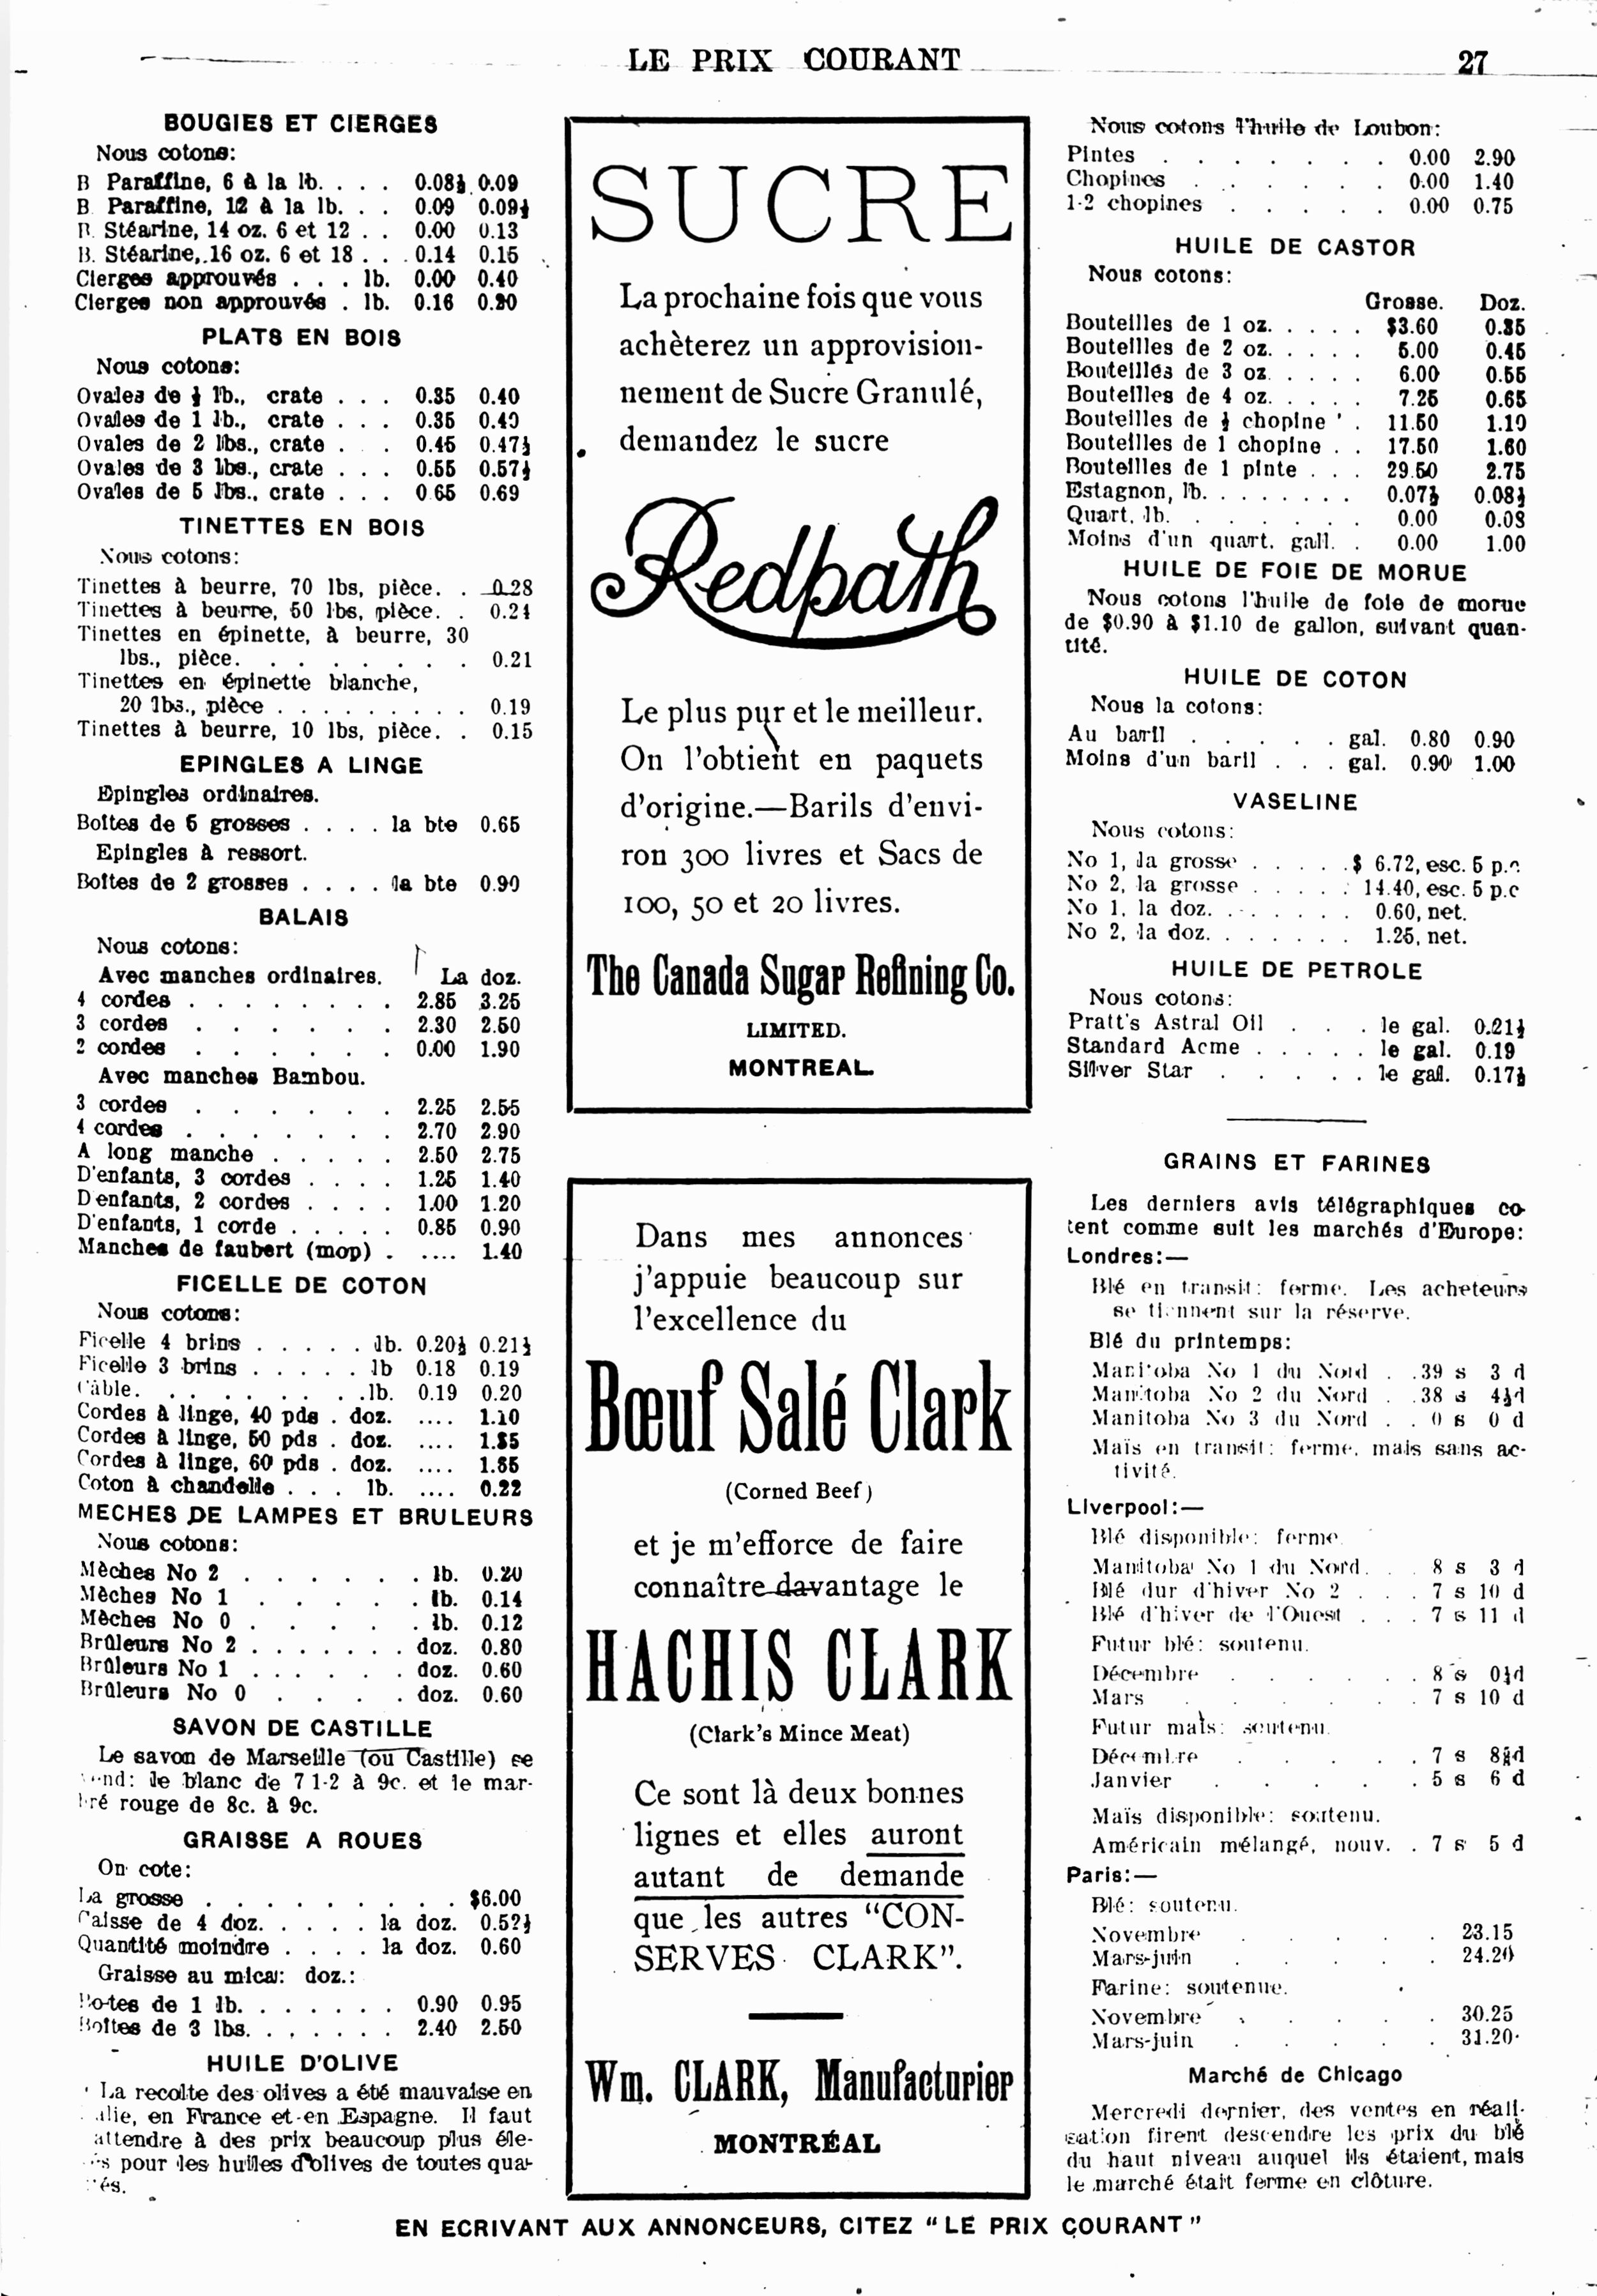 LE PRIX COURANT 27
BOUGIES ET CIERGES
Nous cotons:
B Paraffine, 6 à la lb. . . . 0.08½ 0.09
B Paraffine, 12 à la lb. . . 0.09 0.09½
B. Stéarine, 14 oz. 6 et 12 . . 0.00 0.13
B. Stéarine, 16 oz. 6 et 18 . . . 0.14 0.15
Cierges approuvés . . . lb. 0.00 0.40
Cierges non approuvés . lb. 0.16 0.20
PLATS EN BOIS
Nous cotons:
Ovales de ½ lb., crate . . . 0.35 0.40
Ovales de 1 lb., crate . . . 0.35 0.40
Ovales de 2 lbs., crate . . 0.45 0.47½
Ovales de 3 lbs., crate . . . 0.55 0.57½
Ovales de 5 lbs., crate . . . 0 65 0.69
TINETTES EN BOIS
Nous cotons:
Tinettes à beurre, 70 lbs, pièce. . 0.28
Tinettes à beurre, 50 lbs, pièce. . 0.24
Tinettes en épinette, à beurre, 30
lbs., pièce. . . . . . . . 0.21
Tinettes en épinette blanche,
20 lbs., pièce . . . . . . . . . 0.19
Tinettes à beurre, 10 lbs, pièce. . 0.15
EPINGLES A LINGE
Epingles ordinaires.
Boîtes de 5 grosses . . . . la bte 0.65
Epingles à ressort.
Boîtes de 2 grosses . . . . la bte 0.90
BALAIS
Nous cotons:
Avec manches ordinaires. La doz.
4 cordes . . . . . . . . 2.85 3.25
3 cordes . . . . . . 2.30 2.50
2 cordes . . . . . . 0.00 1.90
Avec manches Bambou.
3 cordes . . . . . . 2.25 2.55
4 cordes . . . . . . . 2.70 2.90
A long manche . . . . . 2.50 2.75
D'enfants, 3 cordes . . . . 1.25 1.40
D'enfants, 2 cordes . . . . 1.00 1.20
D'enfants, 1 corde . . . . . 0.85 0.90
Manches de faubert (mop) . .... 1.40
FICELLE DE COTON
Nous cotons:
Ficelle 4 brins . . . . . lb. 0.20½ 0.21½
Ficelle 3 brins . . . . . lb 0.18 0.19
Câble. . . . . . . . . .lb. 0.19 0.20
Cordes à linge, 40 pds . doz. .... 1.10
Cordes à linge, 50 pds . doz. .... 1.35
Cordes à linge, 60 pds . doz. .... 1.65
Coton à chandelle . . . lb. .... 0.22
MECHES DE LAMPES ET BRULEURS
Nous cotons:
Mèches No 2 . . . . . . lb. 0.20
Mèches No 1 . . . . . lb. 0.14
Mèches No 0 . . . . . lb. 0.12
Brûleurs No 2 . . . . . . . doz. 0.80
Brûleurs No 1 . . . . . . doz. 0.60
Brûleurs No 0 . . . . doz. 0.60
SAVON DE CASTILLE
Le savon de Marseille (ou Castille) se
vend: le blanc de 7 1-2 à 9c. et le mar-
bré rouge de 8c. à 9c.
GRAISSE A ROUES
On cote:
La grosse . . . . . . . . . . $6.00
Caisse de 4 doz. . . . . la doz. 0.52½
Quantité moindre . . . . la doz. 0.60
Graisse au mica: doz.:
Boîtes de 1 lb. . . . . . . 0.90 0.95
Boîtes de 3 lbs. . . . . . . 2.40 2.50
HUILE D'OLIVE
La recolte des olives a été mauvaise en
alie, en France et en Espagne. Il faut
attendre à des prix beaucoup plus éle-
s pour les huiles d'olives de toutes qua-
és.
SUCRE
La prochaine fois que vous
achèterez un approvision-
nement de Sucre Granulé,
demandez le sucre
Redpath
Le plus pur et le meilleur.
On l'obtient en paquets
d'origine.—Barils d'envi-
ron 300 livres et Sacs de
100, 50 et 20 livres.
The Canada Sugar Refining Co.
LIMITED.
MONTREAL.
Dans mes annonces
j'appuie beaucoup sur
l'excellence du
Bœuf Salé Clark
(Corned Beef)
et je m'efforce de faire
connaître davantage le
HACHIS CLARK
(Clark's Mince Meat)
Ce sont là deux bonnes
lignes et elles auront
autant de demande
que les autres "CON-
SERVES CLARK".
Wm. CLARK, Manufacturier
MONTRÉAL
Nous cotons l'huile de Loubon:
Pintes . . . . . . . 0.00 2.90
Chopines . . . . . . 0.00 1.40
1-2 chopines . . . . . 0.00 0.75
HUILE DE CASTOR
Nous cotons:
Grosse. Doz.
Bouteilles de 1 oz. . . . . $3.60 0.35
Bouteilles de 2 oz. . . . . 5.00 0.45
Bouteilles de 3 oz. . . . . 6.00 0.55
Bouteilles de 4 oz. . . . . 7.25 0.65
Bouteilles de ½ chopine . 11.50 1.10
Bouteilles de 1 chopine . . 17.50 1.60
Bouteilles de 1 pinte . . . 29.50 2.75
Estagnon, lb. . . . . . . . 0.07½ 0.08½
Quart, lb. . . . . . . 0.00 0.08
Moins d'un quart. gall. . 0.00 1.00
HUILE DE FOIE DE MORUE
Nous cotons l'huile de foie de morue
de $0.90 à $1.10 de gallon, suivant quan-
tité.
HUILE DE COTON
Nous la cotons:
Au baril . . . . . gal. 0.80 0.90
Moins d'un baril . . . gal. 0.90 1.00
VASELINE
Nous cotons:
No 1, la grosse . . . . .$ 6.72, esc. 5 p.c.
No 2, la grosse . . . . . 14.40, esc. 5 p.c
No 1, la doz. . . . . . . 0.60, net.
No 2, la doz. . . . . . . 1.25, net.
HUILE DE PETROLE
Nous cotons:
Pratt's Astral Oil . . . le gal. 0.21½
Standard Acme . . . . . le gal. 0.19
Silver Star . . . . . le gal. 0.17½
GRAINS ET FARINES
Les derniers avis télégraphiques co-
tent comme suit les marchés d'Europe:
Londres:—
Blé en transit: ferme. Les acheteurs
se tiennent sur la réserve.
Blé du printemps:
Manitoba No 1 du Nord . .39 s 3 d
Manitoba No 2 du Nord . .38 s 4½d
Manitoba No 3 du Nord . . 0 s 0 d
Maïs en transit: ferme, mais sans ac-
tivité.
Liverpool:—
Blé disponible: ferme.
Manitoba No 1 du Nord. . . 8 s 3 d
Blé dur d'hiver No 2 . . . 7 s 10 d
Blé d'hiver de l'Ouest . . . 7 s 11 d
Futur blé: soutenu.
Décembre . . . . . . 8 s 0½d
Mars . . . . . . 7 s 10 d
Futur maïs: soutenu.
Décembre . . . . . 7 s 8⅝d
Janvier . . . . . 5 s 6 d
Maïs disponible: soutenu.
Américain mélangé, nouv. . 7 s 5 d
Paris:—
Blé: soutenu.
Novembre . . . . . 23.15
Mars-juin . . . . . 24.20
Farine: soutenue.
Novembre . . . . . 30.25
Mars-juin . . . . . 31.20
Marché de Chicago
Mercredi dernier, des ventes en réali-
sation firent descendre les prix du blé
du haut niveau auquel ils étaient, mais
le marché était ferme en clôture.
EN ECRIVANT AUX ANNONCEURS, CITEZ "LE PRIX COURANT"